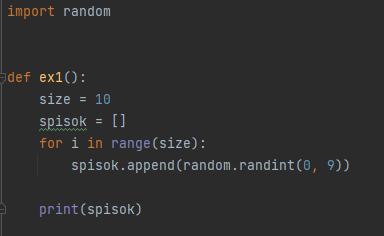 import random
def ex1():
    size = 10
    spisok = []
    for i in range(size):
        spisok.append(random.randint(0, 9))
    print(spisok)